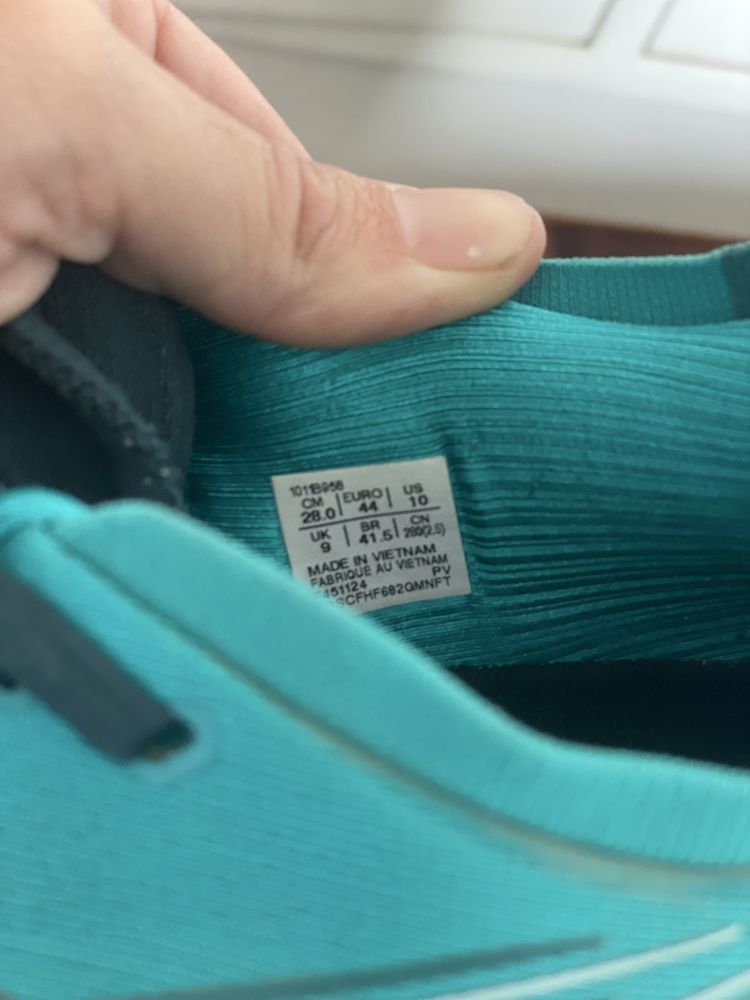 1011B958
CM EURO US
28.0 44 10
UK BR CN
9 41.5 280(2.5)
MADE IN VIETNAM
FABRIQUE AU VIETNAM
451124 PV
SCFHF682GMNFT